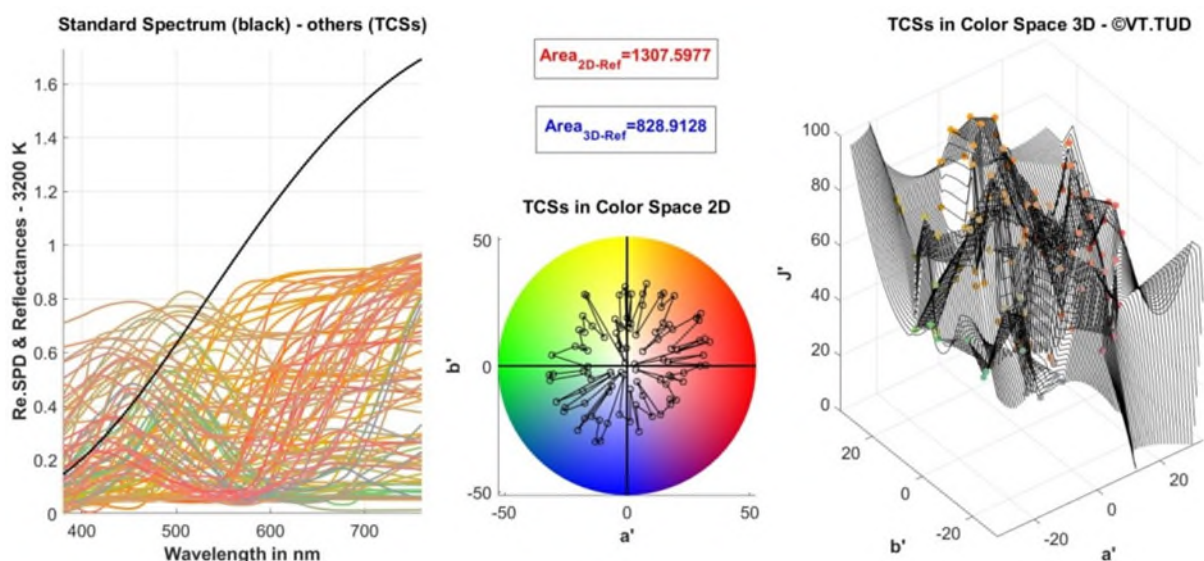 Standard Spectrum (black) - others (TCSs)
Re.SPD & Reflectances - 3200 K
1.6
1.4
1.2
1
0.8
0.6
0.4
0.2
0
400
500
600
700
Wavelength in nm
Area2D-Ref=1307.5977
Area3D-Ref=828.9128
TCSs in Color Space 2D
b'
50
0
-50
-50
0
50
a'
TCSs in Color Space 3D - ©VT.TUD
J'
100
80
60
40
20
0
20
0
-20
b'
-20
0
20
a'